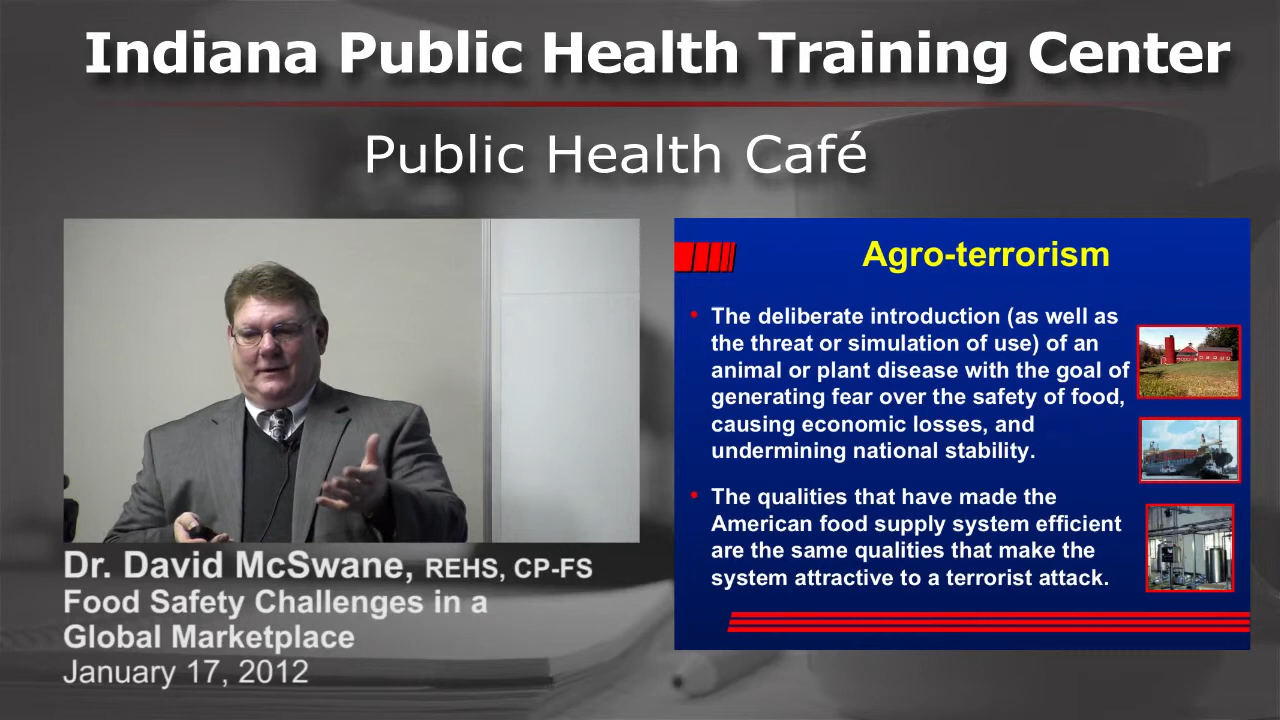 Indiana Public Health Training Center
Public Health Café
Agro-terrorism
• The deliberate introduction (as well as
the threat or simulation of use) of an
animal or plant disease with the goal of
generating fear over the safety of food,
causing economic losses, and
undermining national stability.
• The qualities that have made the
American food supply system efficient
are the same qualities that make the
system attractive to a terrorist attack.
Dr. David McSwane, REHS, CP-FS
Food Safety Challenges in a
Global Marketplace
January 17, 2012